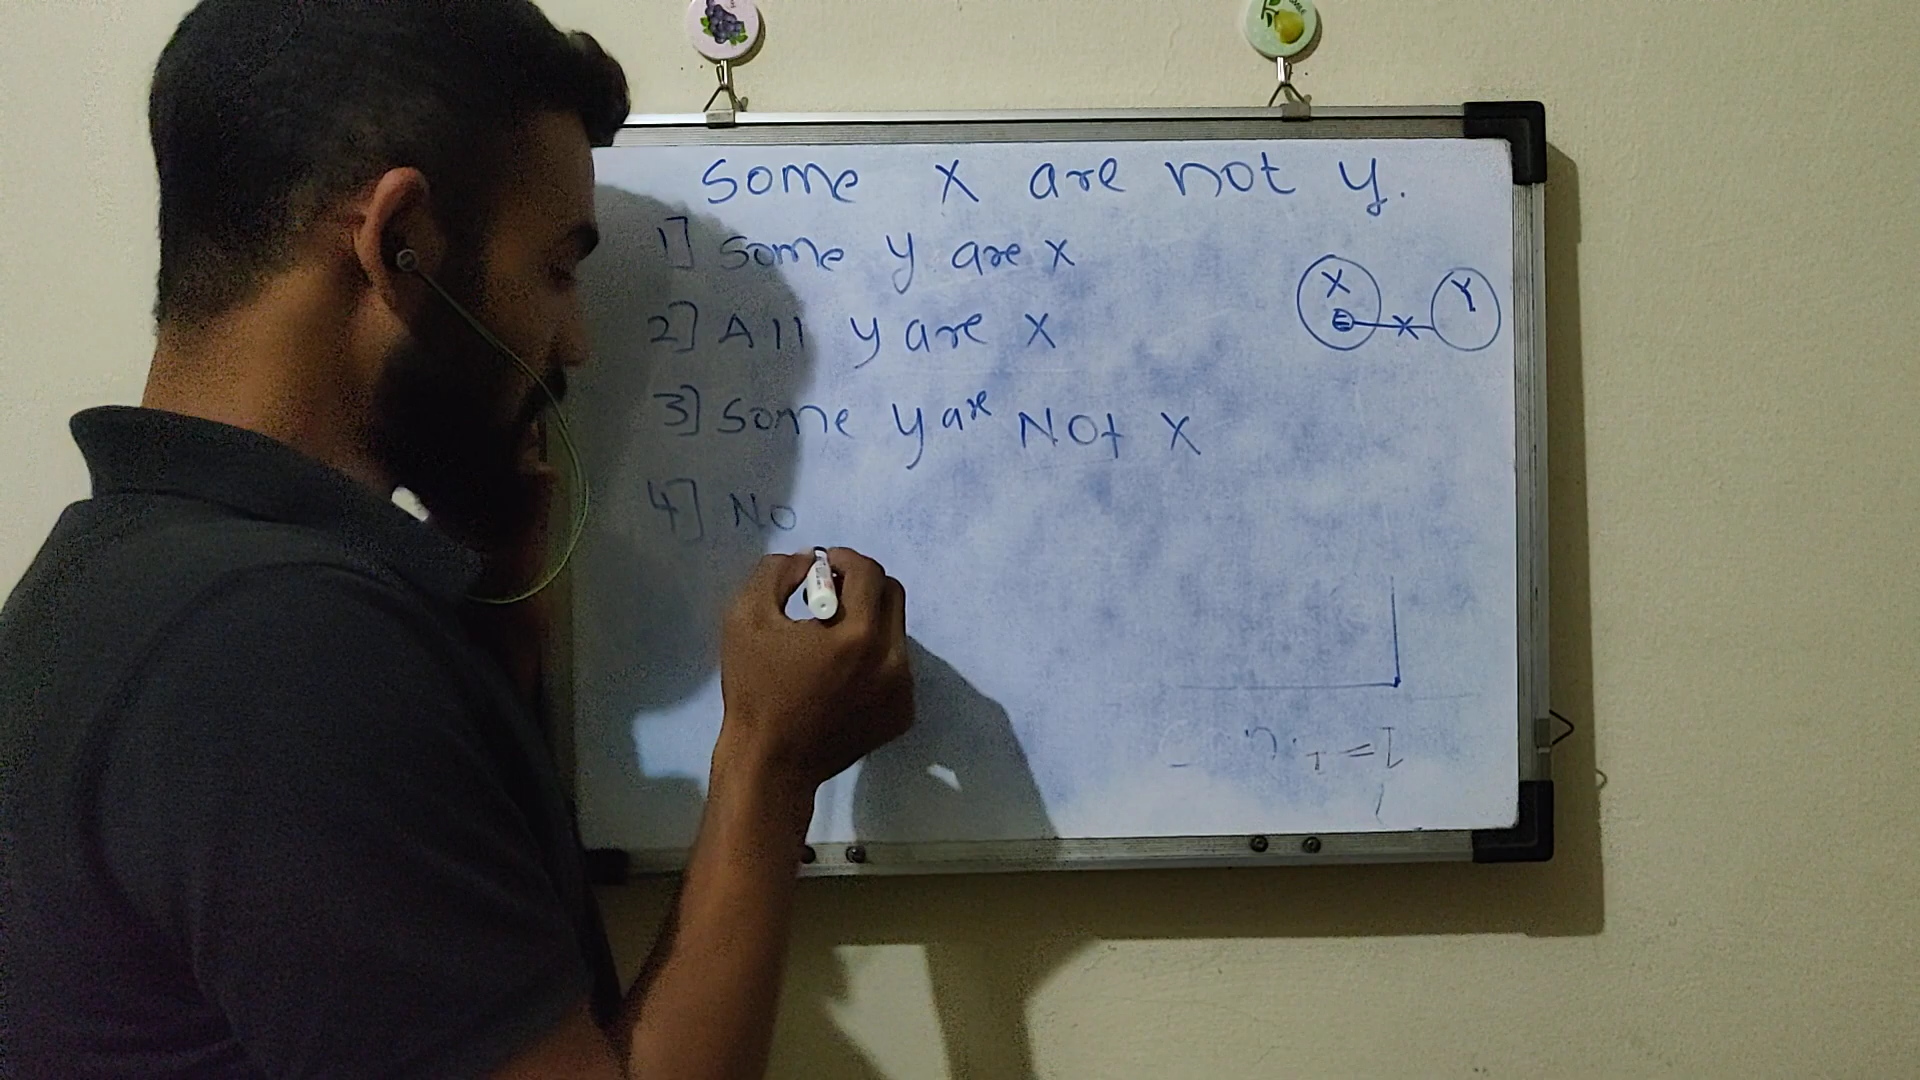 Some X are not y.
1] Some y are X
2] All y are X
3] Some y are NOt X
4] No
X Y